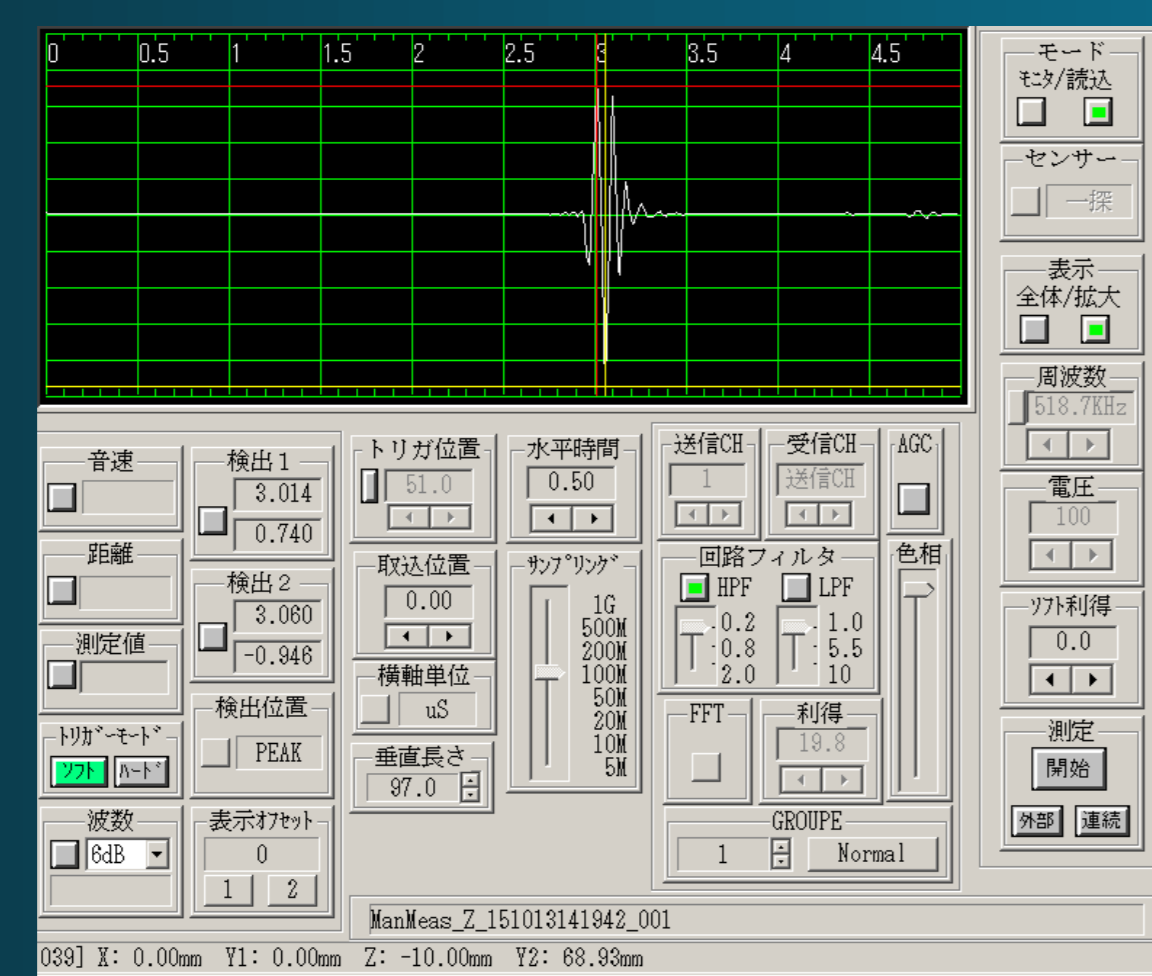 0 0.5 1 1.5 2 2.5 3 3.5 4 4.5
モード
ﾓﾆﾀ/読込
センサー
一探
表示
全体/拡大
周波数
518.7KHz
電圧
100
ｿﾌﾄ利得
0.0
測定
開始
外部 連続
音速
距離
測定値
ﾄﾘｶﾞｰﾓｰﾄﾞ
ｿﾌﾄ ﾊｰﾄﾞ
波数
6dB
検出1
3.014
0.740
検出2
3.060
-0.946
検出位置
PEAK
表示ｵﾌｾｯﾄ
0
1 2
トリガ位置
51.0
取込位置
0.00
横軸単位
uS
垂直長さ
97.0
水平時間
0.50
ｻﾝﾌﾟﾘﾝｸﾞ
1G
500M
200M
100M
50M
20M
10M
5M
送信CH
1
受信CH
送信CH
AGC
回路フィルタ
HPF LPF
0.2 1.0
0.8 5.5
2.0 10
色相
FFT
利得
19.8
GROUPE
1 Normal
ManMeas_Z_151013141942_001
039] X: 0.00mm Y1: 0.00mm Z: -10.00mm Y2: 68.93mm